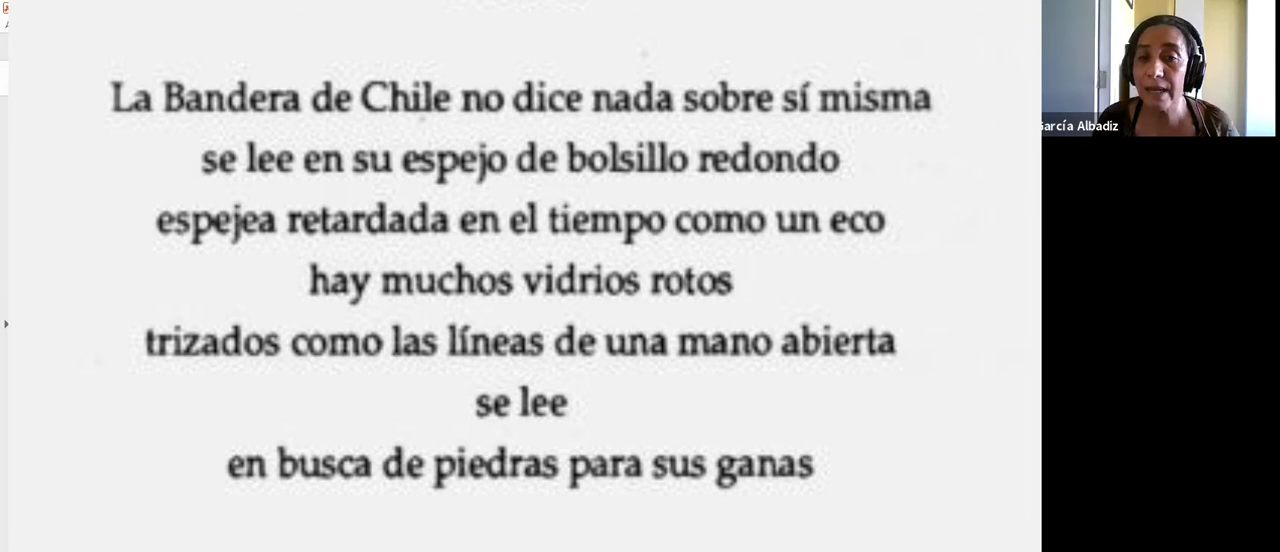 La Bandera de Chile no dice nada sobre sí misma
se lee en su espejo de bolsillo redondo
espejea retardada en el tiempo como un eco
hay muchos vidrios rotos
trizados como las líneas de una mano abierta
se lee
en busca de piedras para sus ganas
García Albadiz